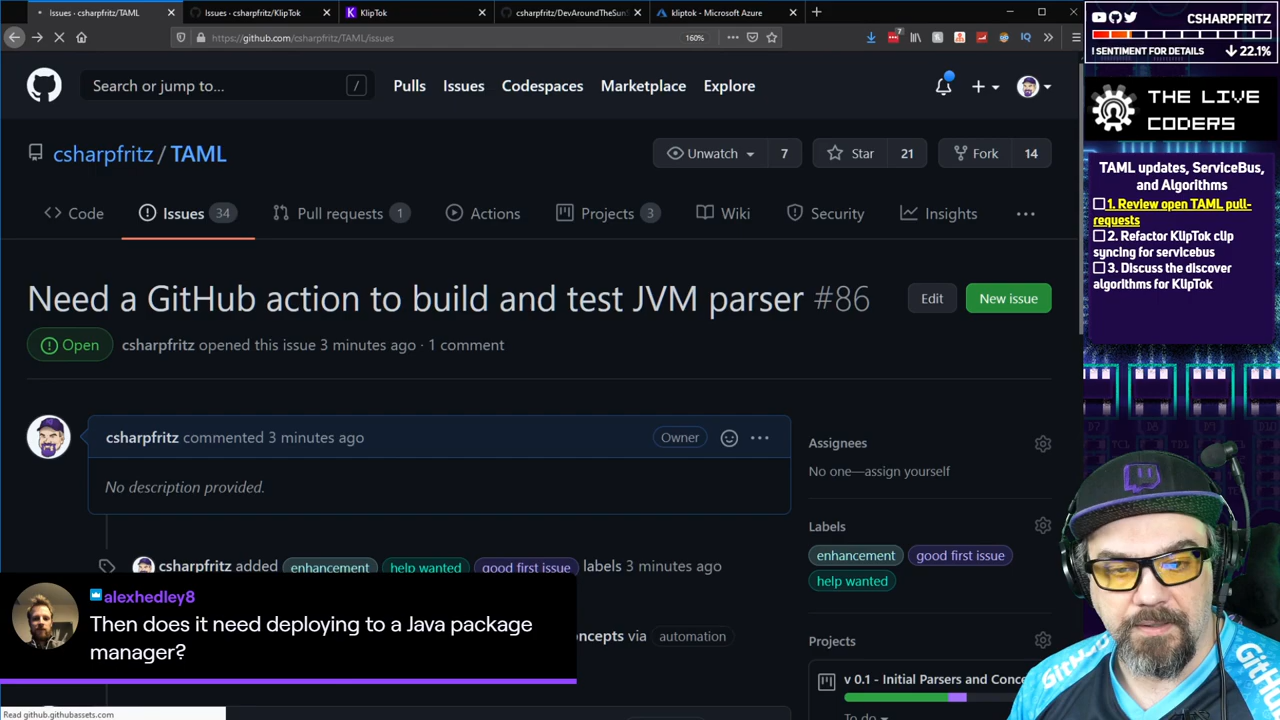 Issues · csharpfritz/TAML
Issues · csharpfritz/KlipTok
KlipTok
csharpfritz/DevAroundTheSun
kliptok - Microsoft Azure
https://github.com/csharpfritz/TAML/issues
160%
7
IQ
CSHARPFRITZ
! SENTIMENT FOR DETAILS
22.1%
THE LIVE
CODERS
TAML updates, ServiceBus,
and Algorithms
1. Review open TAML pull-
requests
2. Refactor KlipTok clip
syncing for servicebus
3. Discuss the discover
algorithms for KlipTok
Search or jump to...
/
Pulls
Issues
Codespaces
Marketplace
Explore
csharpfritz / TAML
Unwatch
7
Star
21
Fork
14
Code
Issues 34
Pull requests 1
Actions
Projects 3
Wiki
Security
Insights
Need a GitHub action to build and test JVM parser #86
Edit
New issue
Open
csharpfritz opened this issue 3 minutes ago · 1 comment
csharpfritz commented 3 minutes ago
Owner
No description provided.
csharpfritz added enhancement help wanted good first issue labels 3 minutes ago
ncepts via automation
Assignees
No one—assign yourself
Labels
enhancement
good first issue
help wanted
Projects
v 0.1 - Initial Parsers and Conce
To do
alexhedley8
Then does it need deploying to a Java package
manager?
Read github.githubassets.com
GitHub